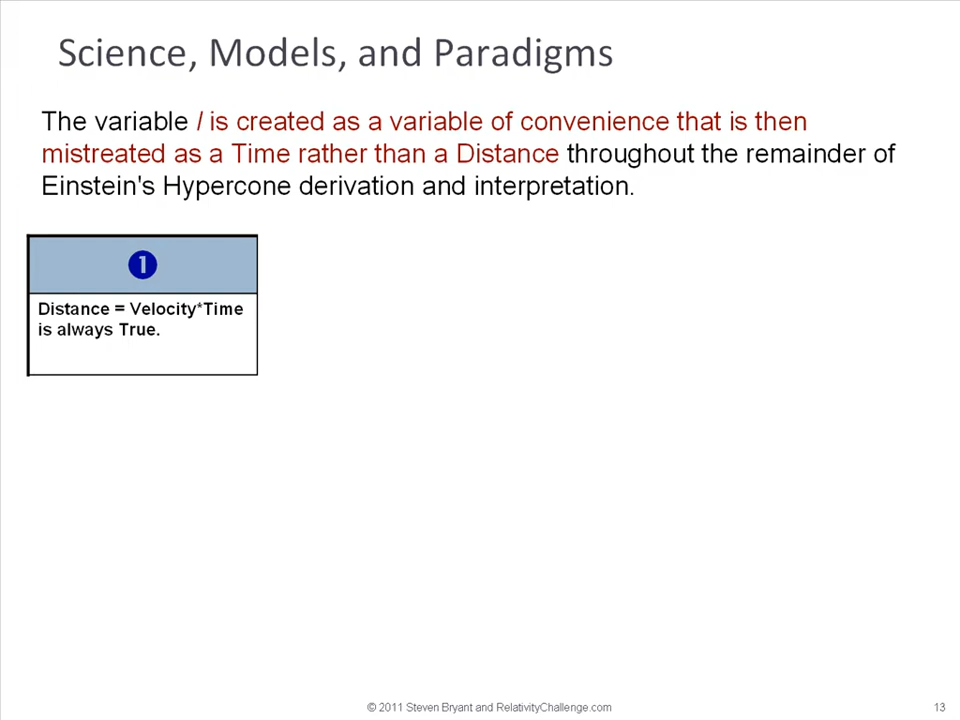 Science, Models, and Paradigms
The variable l is created as a variable of convenience that is then
mistreated as a Time rather than a Distance throughout the remainder of
Einstein's Hypercone derivation and interpretation.
1
Distance = Velocity*Time
is always True.
© 2011 Steven Bryant and RelativityChallenge.com
13